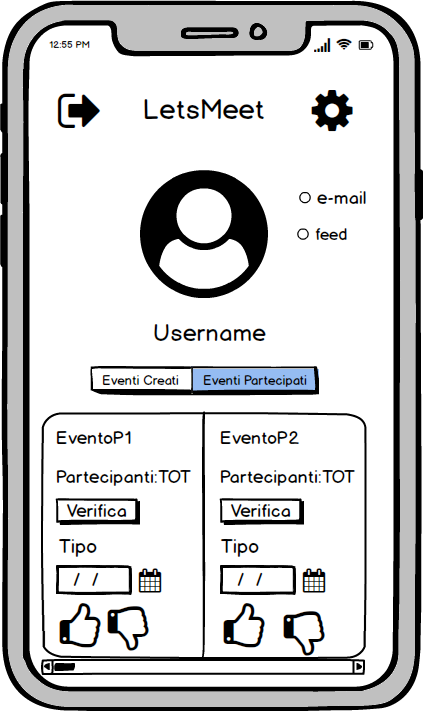 12:55 PM
LetsMeet
e-mail
feed
Username
Eventi Creati
Eventi Partecipati
EventoP1
Partecipanti:TOT
Verifica
Tipo
/ /
EventoP2
Partecipanti:TOT
Verifica
Tipo
/ /